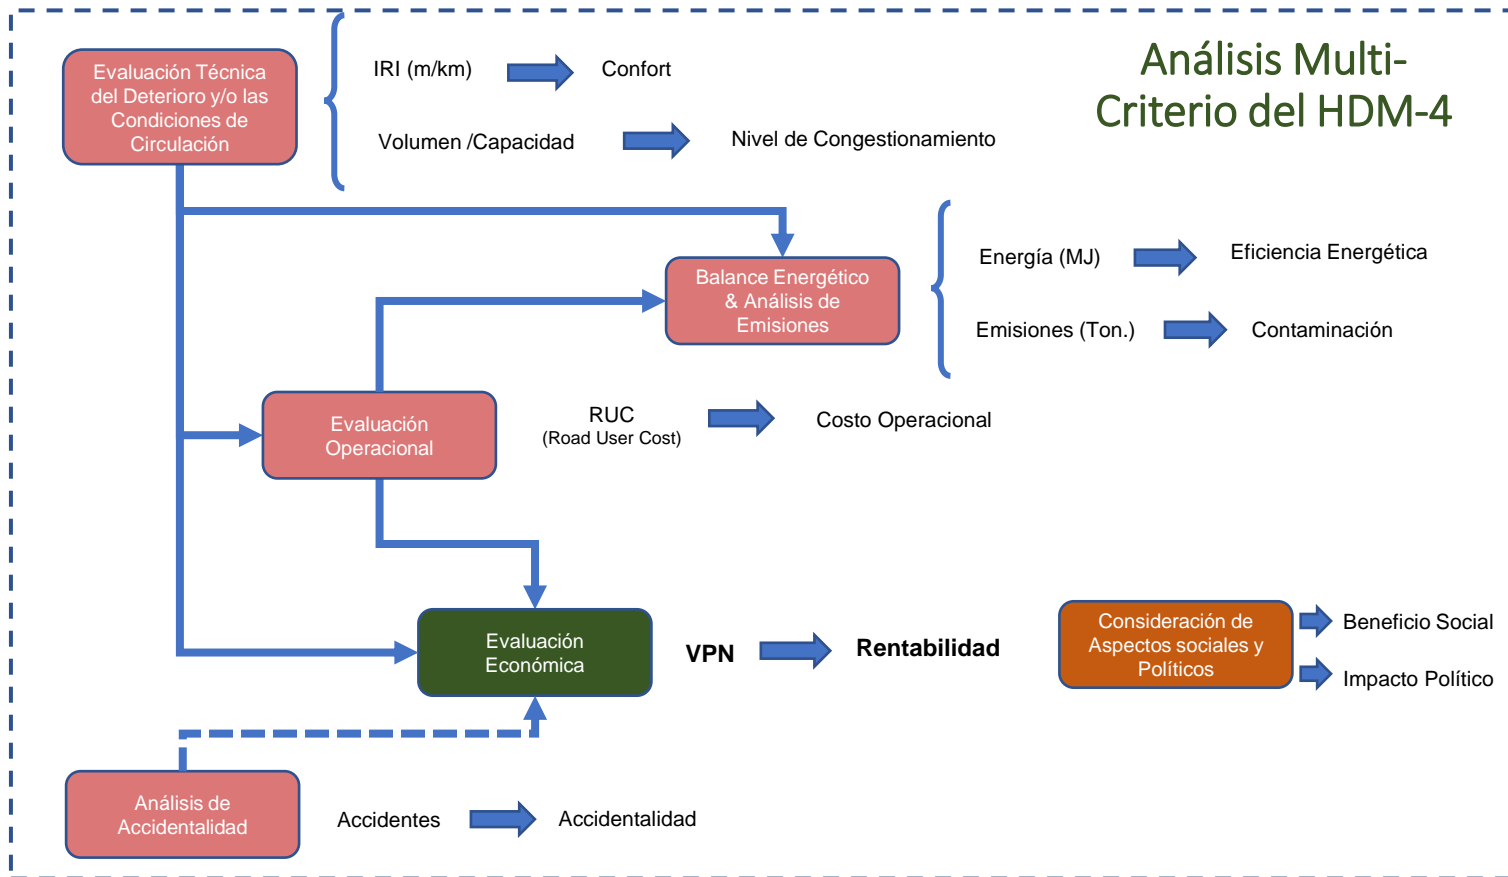 Análisis Multi-
Criterio del HDM-4
Evaluación Técnica
del Deterioro y/o las
Condiciones de
Circulación
IRI (m/km)
Confort
Volumen /Capacidad
Nivel de Congestionamiento
Balance Energético
& Análisis de
Emisiones
Energía (MJ)
Eficiencia Energética
Emisiones (Ton.)
Contaminación
Evaluación
Operacional
RUC
(Road User Cost)
Costo Operacional
Evaluación
Económica
VPN
Rentabilidad
Consideración de
Aspectos sociales y
Políticos
Beneficio Social
Impacto Político
Análisis de
Accidentalidad
Accidentes
Accidentalidad